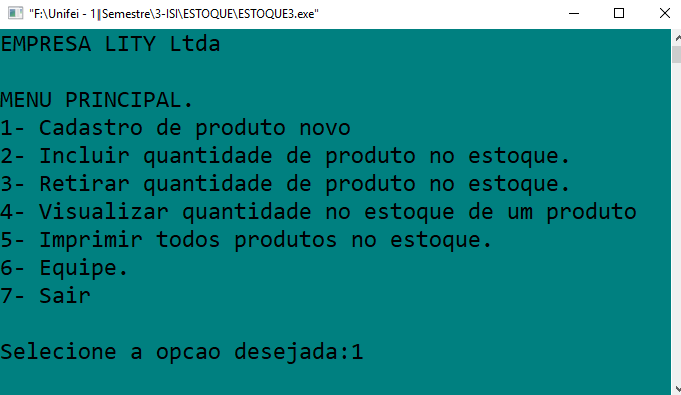 "F:\Unifei - 1║Semestre\3-ISI\ESTOQUE\ESTOQUE3.exe"
EMPRESA LITY Ltda
MENU PRINCIPAL.
1- Cadastro de produto novo
2- Incluir quantidade de produto no estoque.
3- Retirar quantidade de produto no estoque.
4- Visualizar quantidade no estoque de um produto
5- Imprimir todos produtos no estoque.
6- Equipe.
7- Sair
Selecione a opcao desejada:1